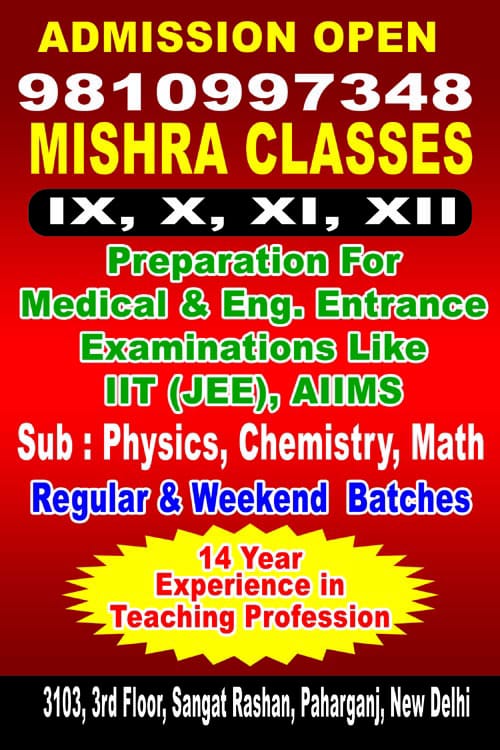 ADMISSION OPEN
9810997348
MISHRA CLASSES
IX, X, XI, XII
Preparation For
Medical & Eng. Entrance
Examinations Like
IIT (JEE), AIIMS
Sub : Physics, Chemistry, Math
Regular & Weekend Batches
14 Year
Experience in
Teaching Profession
3103, 3rd Floor, Sangat Rashan, Paharganj, New Delhi